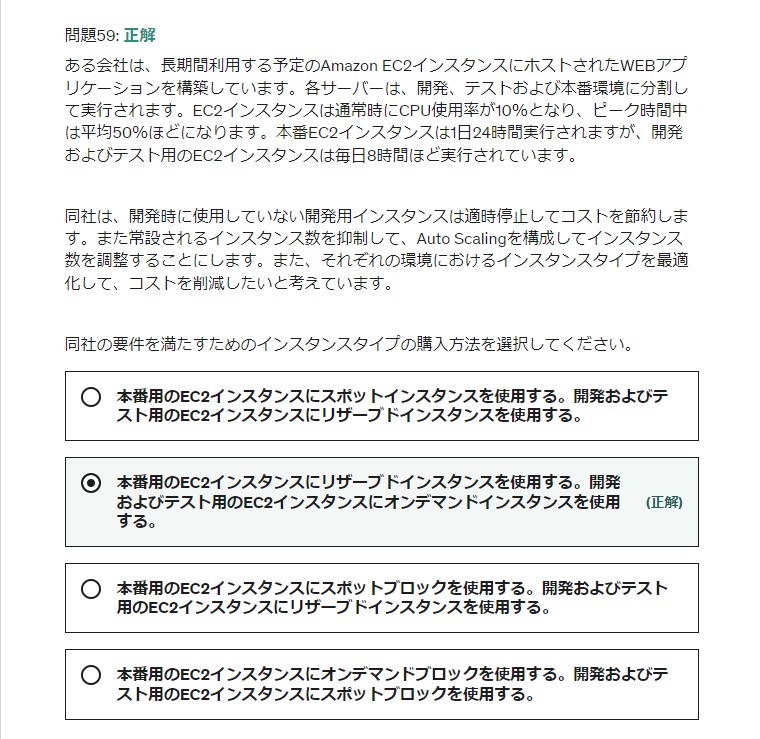 問題59: 正解
ある会社は、長期間利用する予定のAmazon EC2インスタンスにホストされたWEBアプ
リケーションを構築しています。各サーバーは、開発、テストおよび本番環境に分割し
て実行されます。EC2インスタンスは通常時にCPU使用率が10%となり、ピーク時間中
は平均50%ほどになります。本番EC2インスタンスは1日24時間実行されますが、開発
およびテスト用のEC2インスタンスは毎日8時間ほど実行されています。
同社は、開発時に使用していない開発用インスタンスは適時停止してコストを節約しま
す。また常設されるインスタンス数を抑制して、Auto Scalingを構成してインスタンス
数を調整することにします。また、それぞれの環境におけるインスタンスタイプを最適
化して、コストを削減したいと考えています。
同社の要件を満たすためのインスタンスタイプの購入方法を選択してください。
本番用のEC2インスタンスにスポットインスタンスを使用する。開発およびテ
スト用のEC2インスタンスにリザーブドインスタンスを使用する。
本番用のEC2インスタンスにリザーブドインスタンスを使用する。開発
およびテスト用のEC2インスタンスにオンデマンドインスタンスを使用
する。
(正解)
本番用のEC2インスタンスにスポットブロックを使用する。開発およびテスト
用のEC2インスタンスにリザーブドインスタンスを使用する。
本番用のEC2インスタンスにオンデマンドブロックを使用する。開発およびテ
スト用のEC2インスタンスにスポットブロックを使用する。